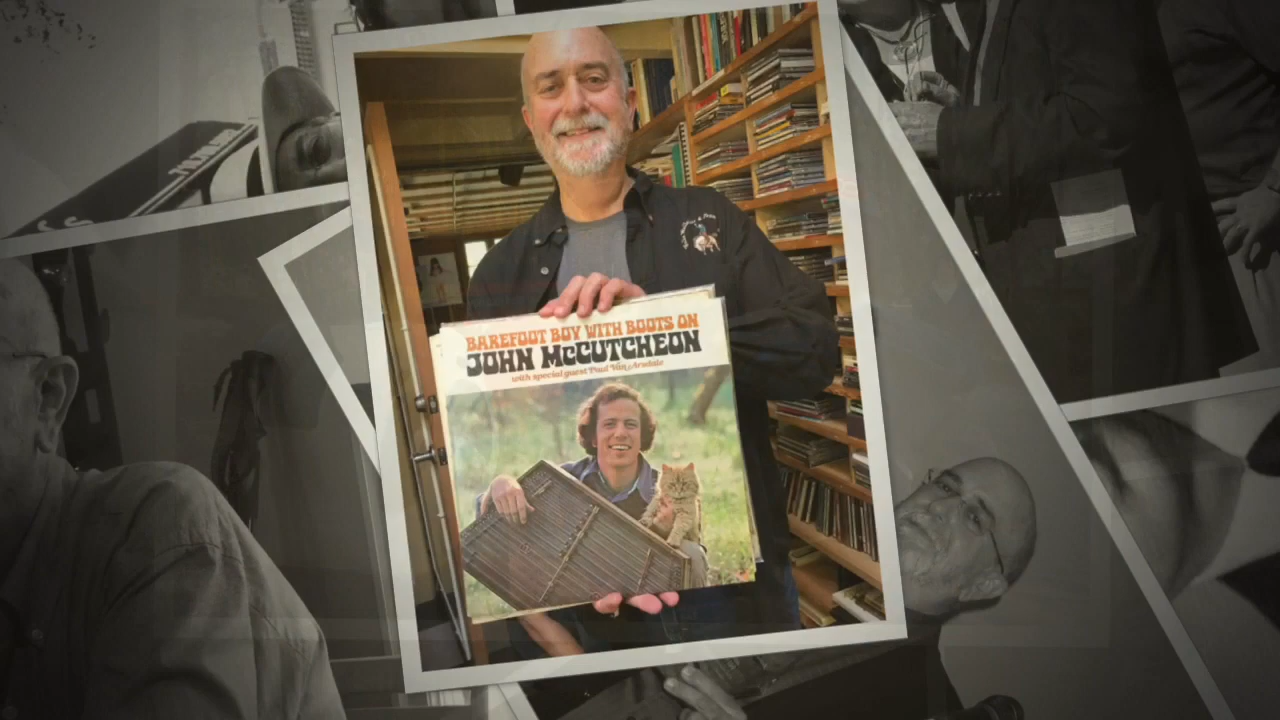 BAREFOOT BOY WITH BOOTS ON
JOHN McCUTCHEON
with special guest Paul Van Arsdale